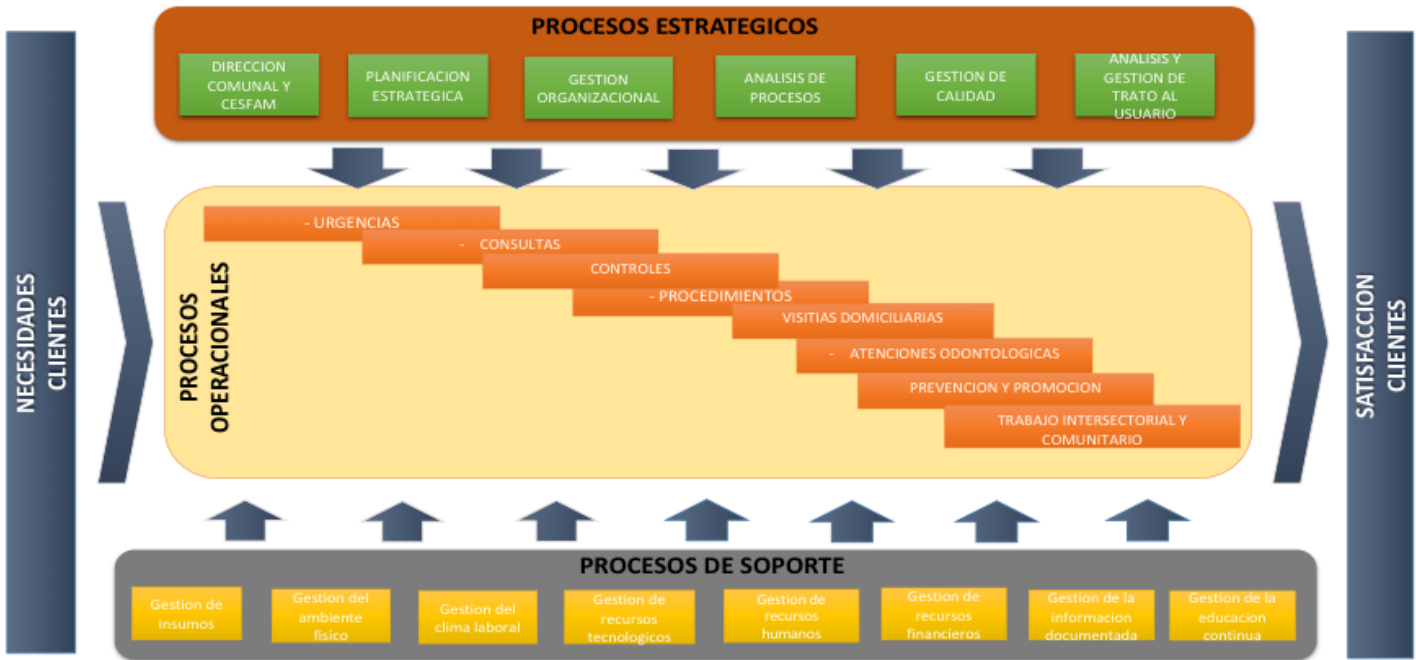 PROCESOS ESTRATEGICOS
DIRECCION
COMUNAL Y
CESFAM
PLANIFICACION
ESTRATEGICA
GESTION
ORGANIZACIONAL
ANALISIS DE
PROCESOS
GESTION DE
CALIDAD
ANALISIS Y
GESTION DE
TRATO AL
USUARIO
NECESIDADES
CLIENTES
PROCESOS
OPERACIONALES
- URGENCIAS
- CONSULTAS
CONTROLES
- PROCEDIMIENTOS
VISITIAS DOMICILIARIAS
- ATENCIONES ODONTOLOGICAS
PREVENCION Y PROMOCION
TRABAJO INTERSECTORIAL Y
COMUNITARIO
SATISFACCION
CLIENTES
PROCESOS DE SOPORTE
Gestion de
insumos
Gestion del
ambiente
fisico
Gestion del
clima laboral
Gestion de
recursos
tecnologicos
Gestion de
recursos
humanos
Gestion de
recursos
financieros
Gestion de la
informacion
documentada
Gestion de la
educacion
continua